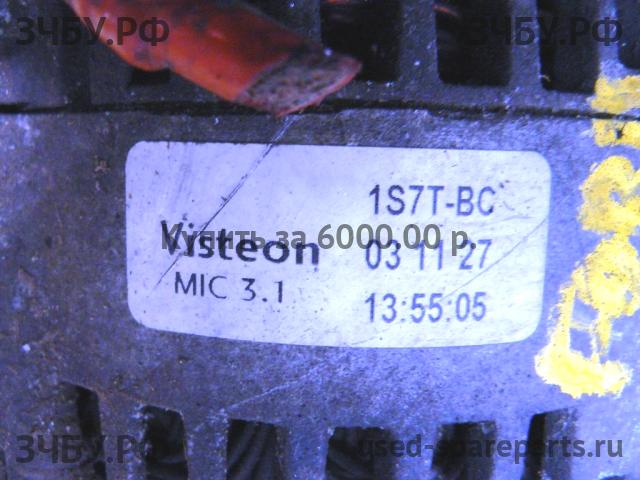 ЗЧБУ.РФ
ЗЧБУ.РФ
Visteon
MIC 3.1
1S7T-BC
03 11 27
13:55:05
Купить за 6000.00 р.
ЗЧБУ.РФ
used-spareparts.ru